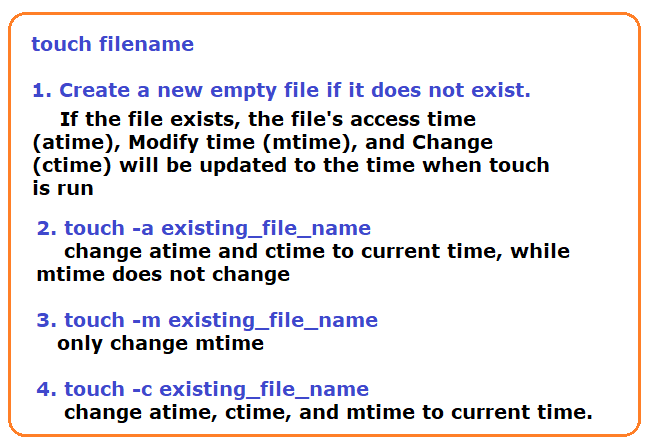 touch filename
1. Create a new empty file if it does not exist.
If the file exists, the file's access time
(atime), Modify time (mtime), and Change
(ctime) will be updated to the time when touch
is run
2. touch -a existing_file_name
change atime and ctime to current time, while
mtime does not change
3. touch -m existing_file_name
only change mtime
4. touch -c existing_file_name
change atime, ctime, and mtime to current time.